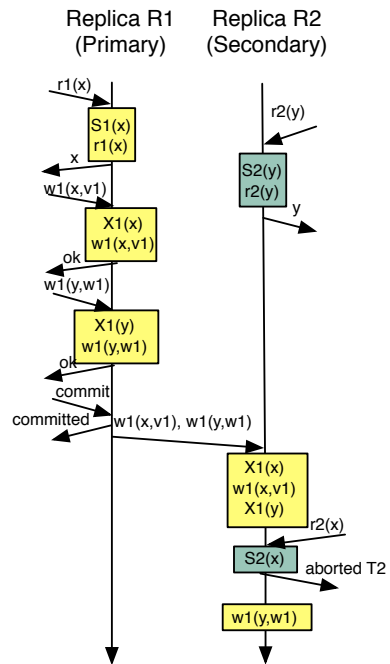 Replica R1
(Primary)
Replica R2
(Secondary)
r1(x)
S1(x)
r1(x)
x
r2(y)
S2(y)
r2(y)
y
w1(x,v1)
X1(x)
w1(x,v1)
ok
w1(y,w1)
X1(y)
w1(y,w1)
ok
commit
committed
w1(x,v1), w1(y,w1)
X1(x)
w1(x,v1)
X1(y)
r2(x)
S2(x)
aborted T2
w1(y,w1)